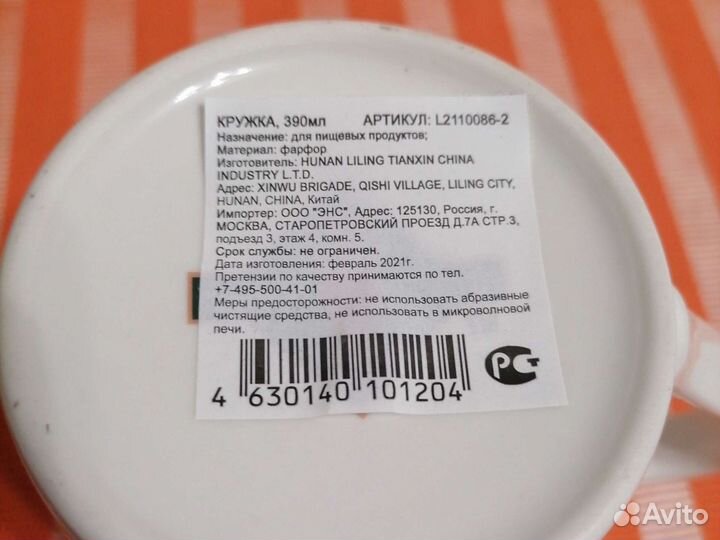 КРУЖКА, 390мл АРТИКУЛ: L2110086-2
Назначение: для пищевых продуктов;
Материал: фарфор
Изготовитель: HUNAN LILING TIANXIN CHINA
INDUSTRY L.T.D.
Адрес: XINWU BRIGADE, QISHI VILLAGE, LILING CITY,
HUNAN, CHINA, Китай
Импортер: ООО "ЭНС", Адрес: 125130, Россия, г.
МОСКВА, СТАРОПЕТРОВСКИЙ ПРОЕЗД Д.7А СТР.3,
подъезд 3, этаж 4, комн. 5.
Срок службы: не ограничен.
Дата изготовления: февраль 2021г.
Претензии по качеству принимаются по тел.
+7-495-500-41-01
Меры предосторожности: не использовать абразивные
чистящие средства, не использовать в микроволновой
печи.
4 630140 101204
РСТ
Avito